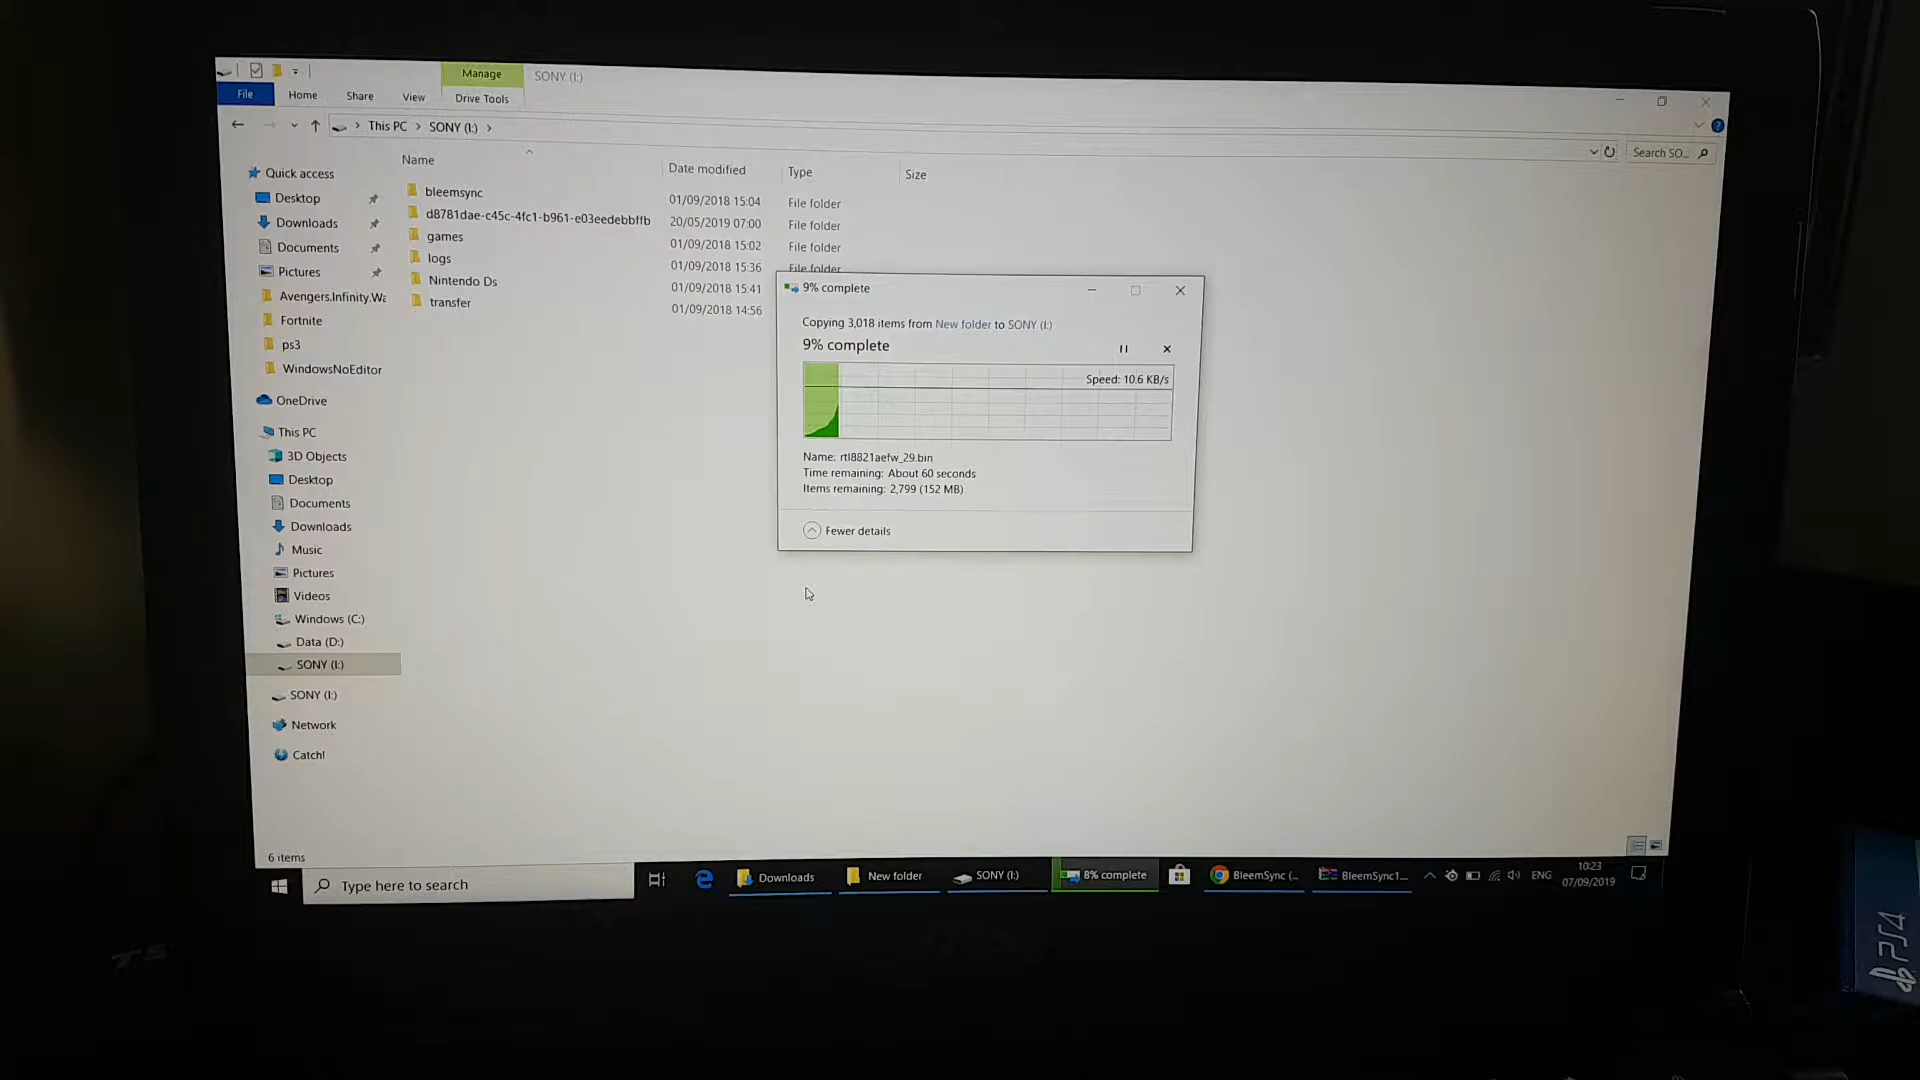 Manage
SONY (I:)
File
Home
Share
View
Drive Tools
This PC > SONY (I:) >
Search SO...
Name
Date modified
Type
Size
Quick access
Desktop
Downloads
Documents
Pictures
Avengers.Infinity.Wa
Fortnite
ps3
WindowsNoEditor
OneDrive
This PC
3D Objects
Desktop
Documents
Downloads
Music
Pictures
Videos
Windows (C:)
Data (D:)
SONY (I:)
SONY (I:)
Network
Catch!
bleemsync 01/09/2018 15:04 File folder
d8781dae-c45c-4fc1-b961-e03eedebbffb 20/05/2019 07:00 File folder
games 01/09/2018 15:02 File folder
logs 01/09/2018 15:36 File folder
Nintendo Ds 01/09/2018 15:41
transfer 01/09/2018 14:56
9% complete
Copying 3,018 items from New folder to SONY (I:)
9% complete
Speed: 10.6 KB/s
Name: rtl8821aefw_29.bin
Time remaining: About 60 seconds
Items remaining: 2,799 (152 MB)
Fewer details
6 items
Type here to search
Downloads
New folder
SONY (I:)
8% complete
BleemSync (...
BleemSync1...
ENG
10:23
07/09/2019
msi
PS4